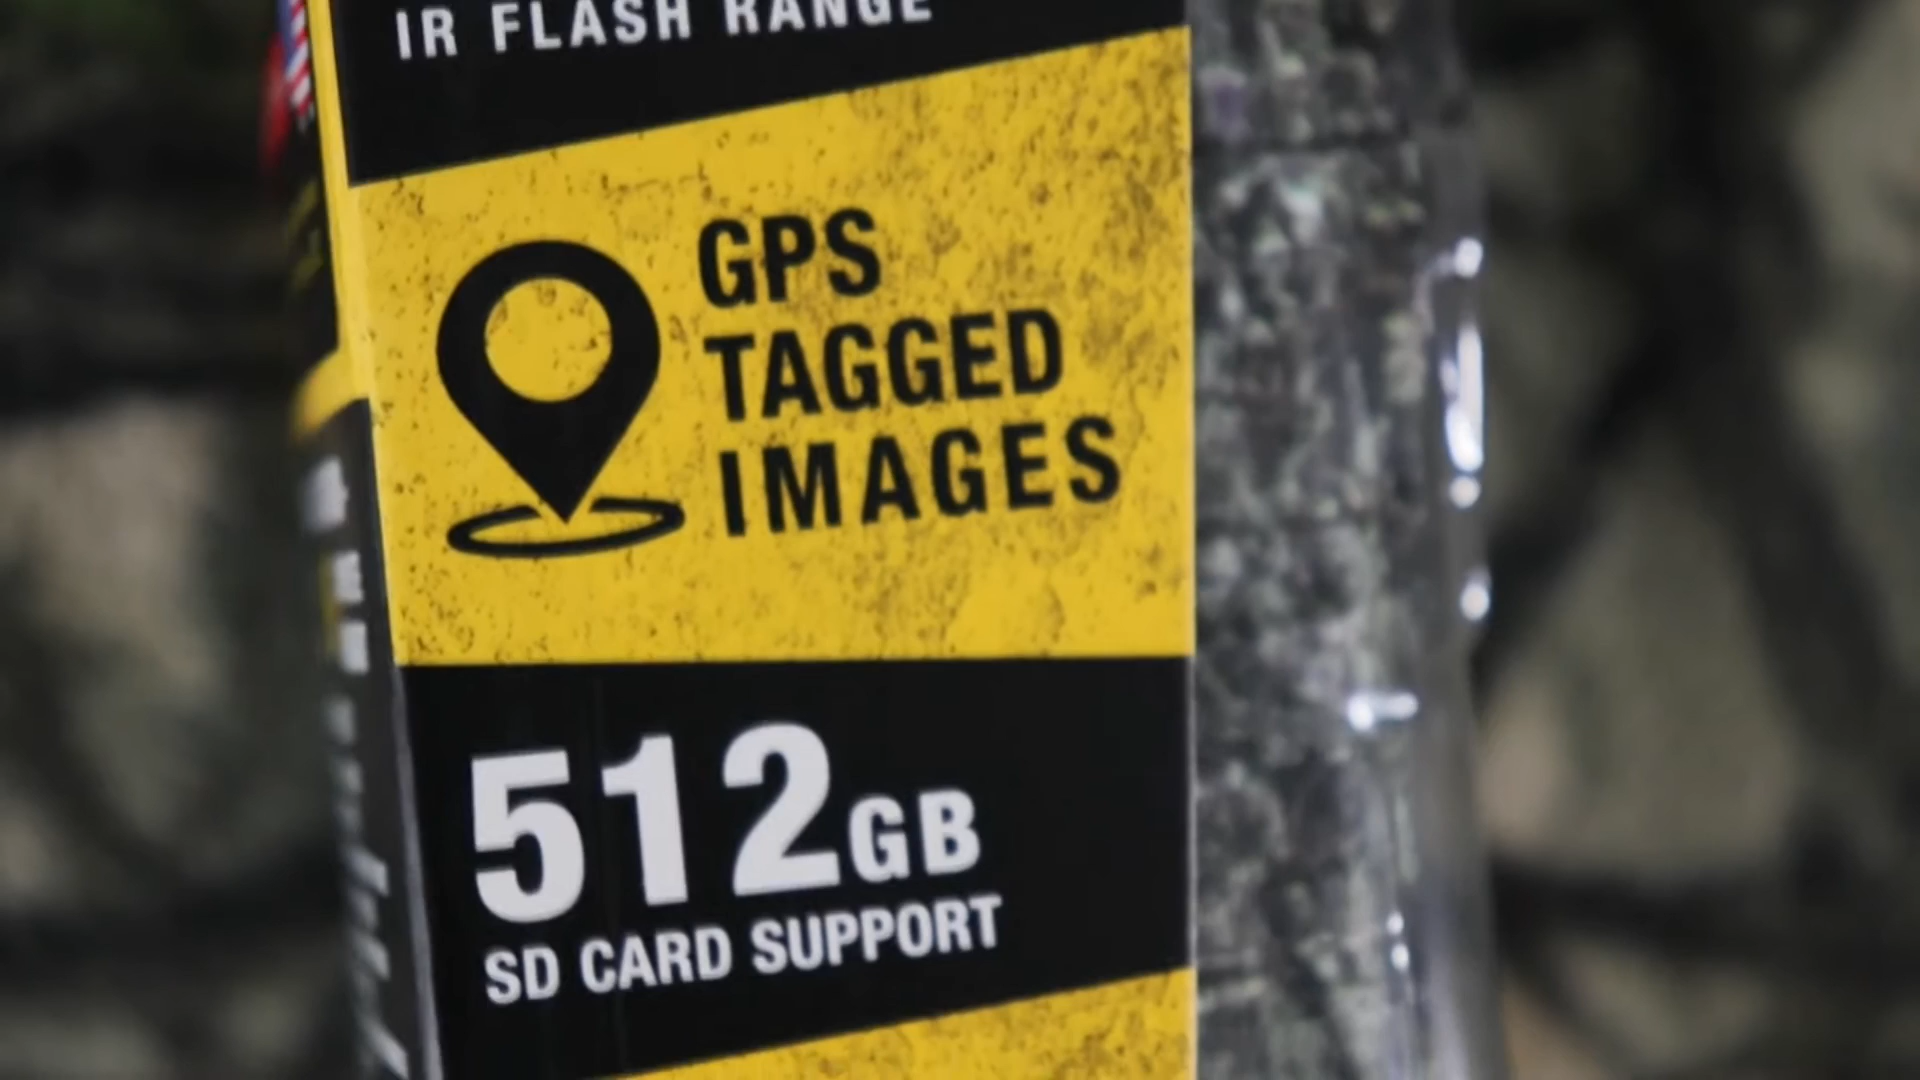 IR FLASH RANGE
GPS
TAGGED
IMAGES
512GB
SD CARD SUPPORT